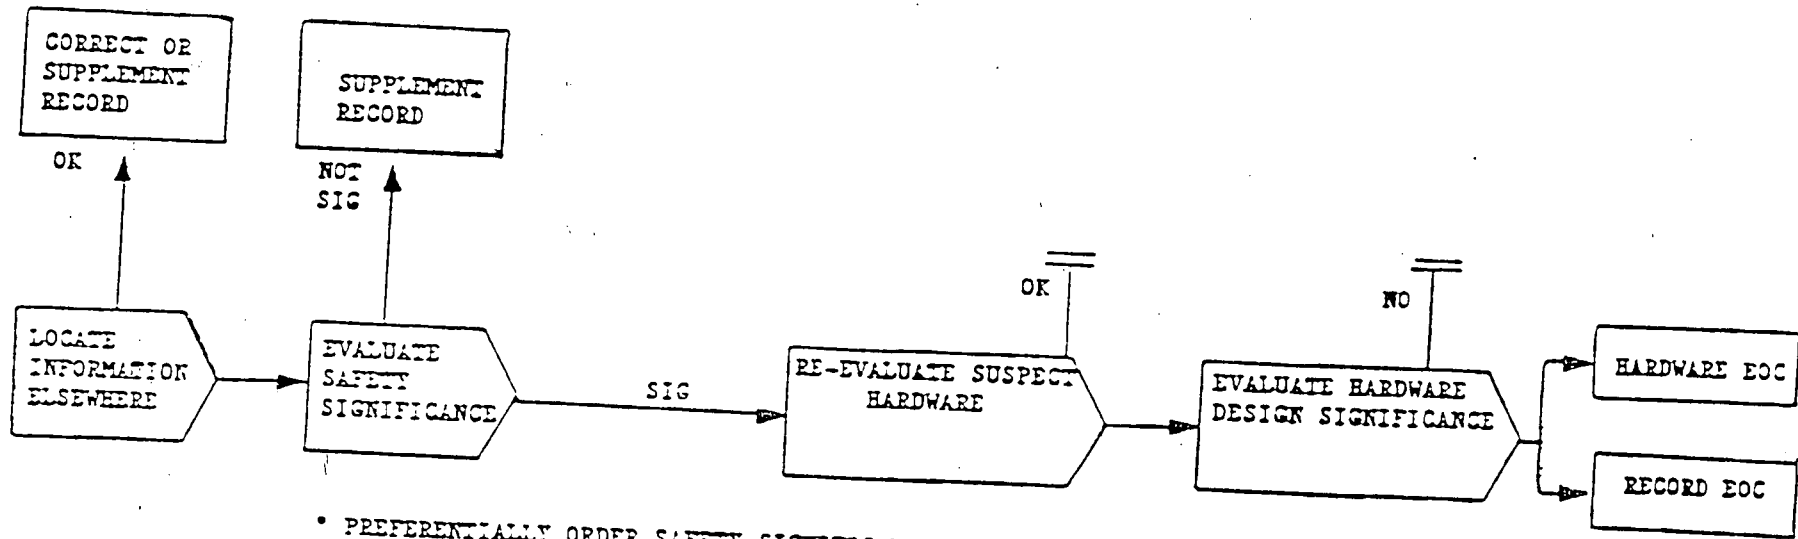 CORRECT OR
SUPPLEMENT
RECORD
SUPPLEMENT
RECORD
OK
NOT
SIG
OK
NO
LOCATE
INFORMATION
ELSEWHERE
EVALUATE
SAFETY
SIGNIFICANCE
SIG
RE-EVALUATE SUSPECT
HARDWARE
EVALUATE HARDWARE
DESIGN SIGNIFICANCE
HARDWARE EOC
RECORD EOC
• PREFERENTIALLY ORDER SAFETY